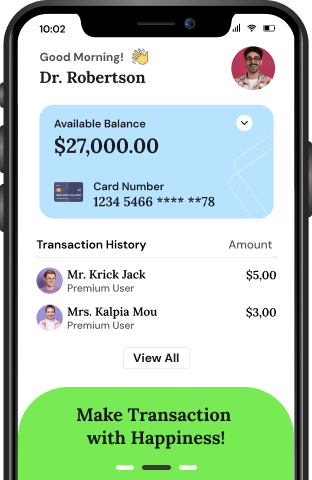 10:02
Good Morning!
Dr. Robertson
Available Balance
$27,000.00
Card Number
1234 5466 **** **78
Transaction History Amount
Mr. Krick Jack $5,00
Premium User
Mrs. Kalpia Mou $3,00
Premium User
View All
Make Transaction
with Happiness!